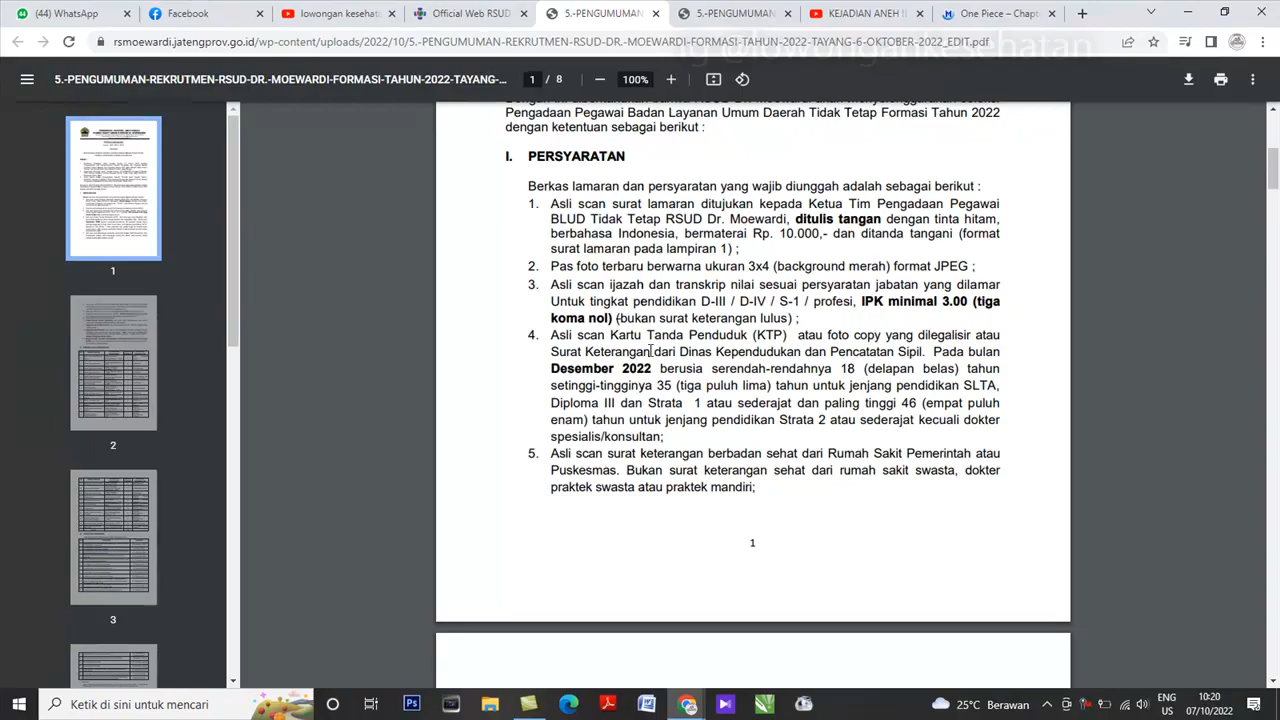 WhatsApp
Facebook
lowongan kesehata
Official Web RSUD
5.-PENGUMUMAN
5.-PENGUMUMAN
KEJADIAN ANEH
One Piece – Chapt
rsmoewardi.jatengprov.go.id/wp-content/uploads/2022/10/5.-PENGUMUMAN-REKRUTMEN-RSUD-DR.-MOEWARDI-FORMASI-TAHUN-2022-TAYANG-6-OKTOBER-2022_EDIT.pdf
ig @lowongankesehatan
5.-PENGUMUMAN-REKRUTMEN-RSUD-DR.-MOEWARDI-FORMASI-TAHUN-2022-TAYANG-6-O...
1 / 8
100%
Pengadaan Pegawai Badan Layanan Umum Daerah Tidak Tetap Formasi Tahun 2022
dengan ketentuan sebagai berikut :
I. PERSYARATAN
Berkas lamaran dan persyaratan yang wajib diunggah adalah sebagai berikut :
1. Asli scan surat lamaran ditujukan kepada Ketua Tim Pengadaan Pegawai
BLUD Tidak Tetap RSUD Dr. Moewardi, ditulis tangan dengan tinta hitam,
berbahasa Indonesia, bermaterai Rp. 10.000,- dan ditanda tangani (format
surat lamaran pada lampiran 1) ;
2. Pas foto terbaru berwarna ukuran 3x4 (background merah) format JPEG ;
3. Asli scan ijazah dan transkrip nilai sesuai persyaratan jabatan yang dilamar
Untuk tingkat pendidikan D-III / D-IV / S-1 / profesi, IPK minimal 3.00 (tiga
koma nol) (bukan surat keterangan lulus) ;
4. Asli scan Kartu Tanda Penduduk (KTP) atau foto copy yang dilegalisir atau
Surat Keterangan dari Dinas Kependudukan dan Pencatatan Sipil. Pada bulan
Desember 2022 berusia serendah-rendahnya 18 (delapan belas) tahun
setinggi-tingginya 35 (tiga puluh lima) tahun untuk jenjang pendidikan SLTA,
Diploma III dan Strata 1 atau sederajat dan paling tinggi 46 (empat puluh
enam) tahun untuk jenjang pendidikan Strata 2 atau sederajat kecuali dokter
spesialis/konsultan;
5. Asli scan surat keterangan berbadan sehat dari Rumah Sakit Pemerintah atau
Puskesmas. Bukan surat keterangan sehat dari rumah sakit swasta, dokter
praktek swasta atau praktek mandiri;
1
1
2
3
Ketik di sini untuk mencari
25°C Berawan
ENG
US
10:20
07/10/2022